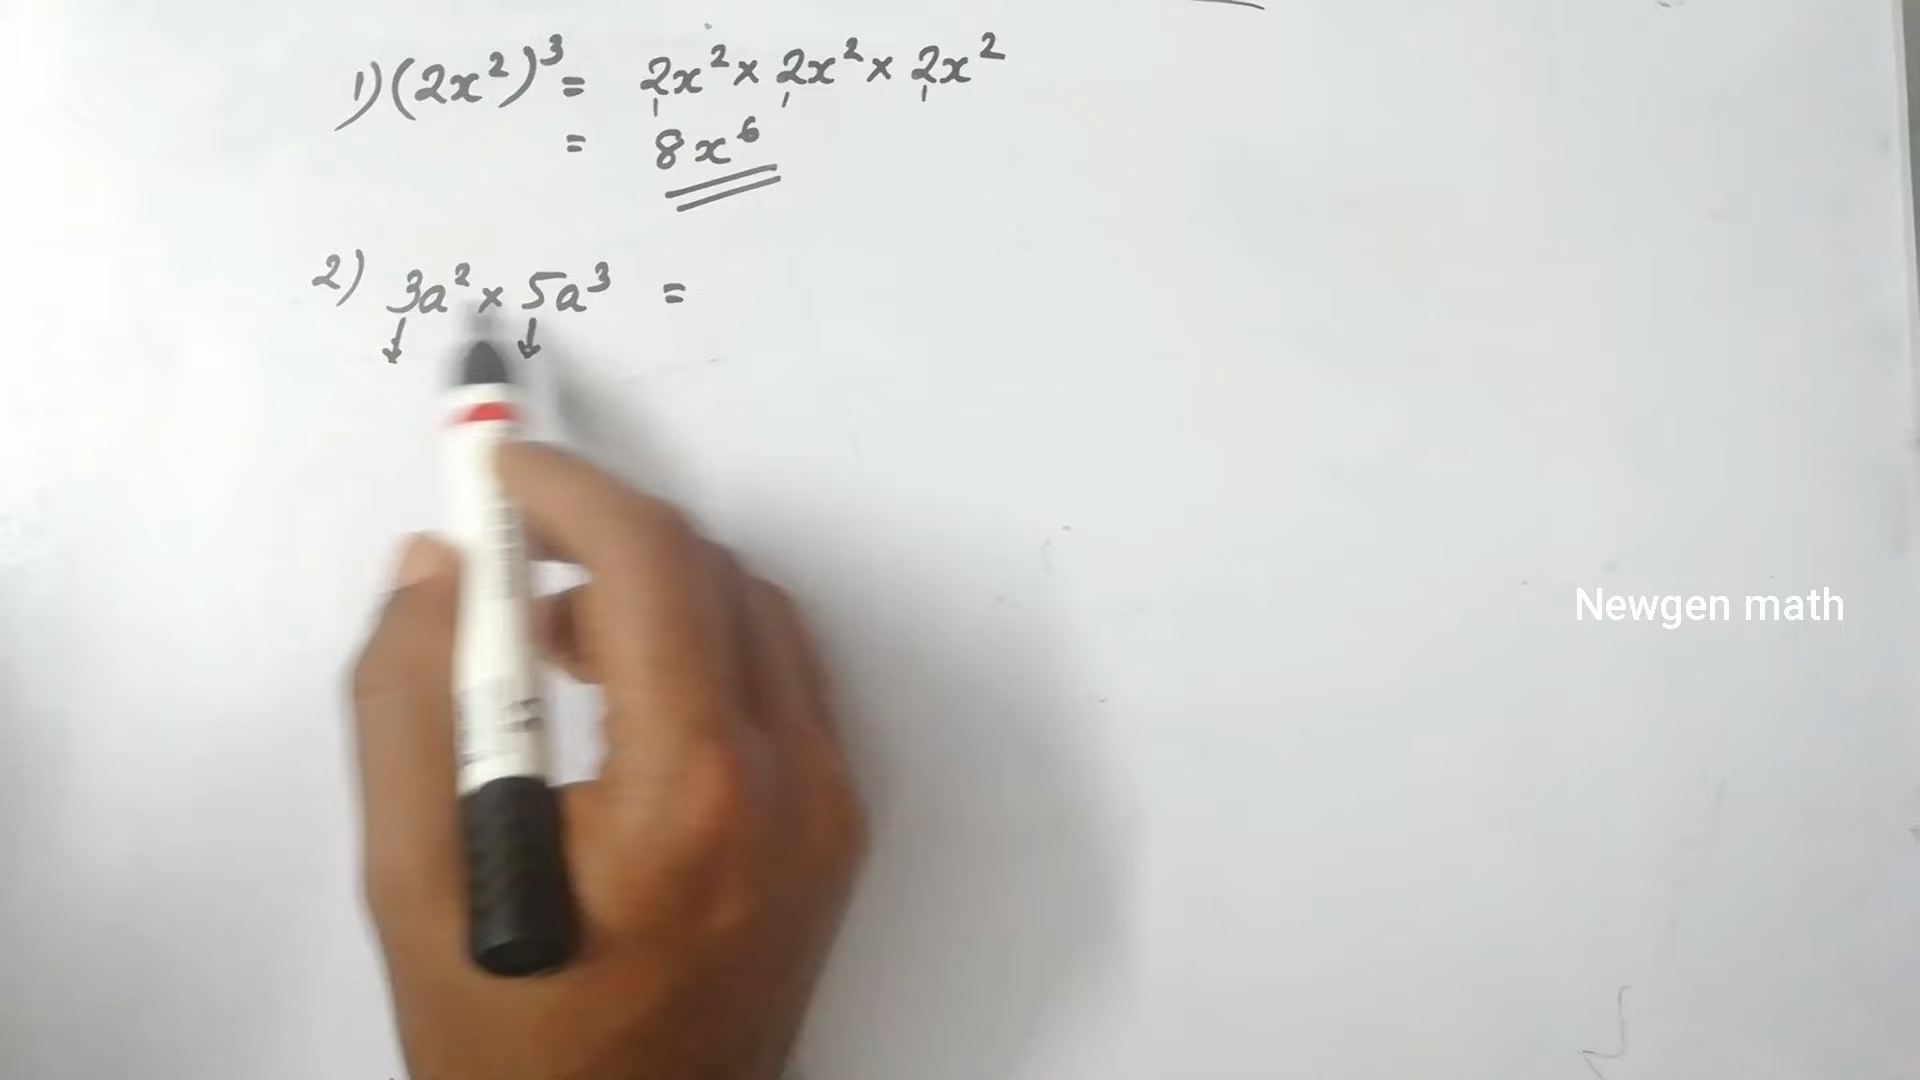 1) (2x²)³ = 2x² × 2x² × 2x²
= 8x⁶
2) 3a² × 5a³ =
Newgen math